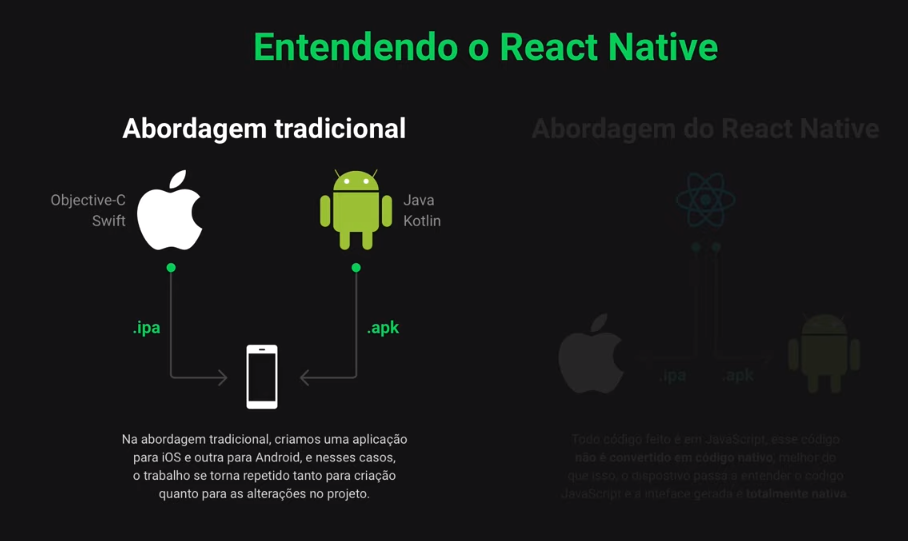 Entendendo o React Native
Abordagem tradicional
Objective-C
Swift
Java
Kotlin
.ipa
.apk
Na abordagem tradicional, criamos uma aplicação
para iOS e outra para Android, e nesses casos,
o trabalho se torna repetido tanto para criação
quanto para as alterações no projeto.
Abordagem do React Native
.ipa
.apk
Todo código feito é em JavaScript, esse código
não é convertido em código nativo, melhor do
que isso, o dispositivo passa a entender o código
JavaScript e a interface gerada é totalmente nativa